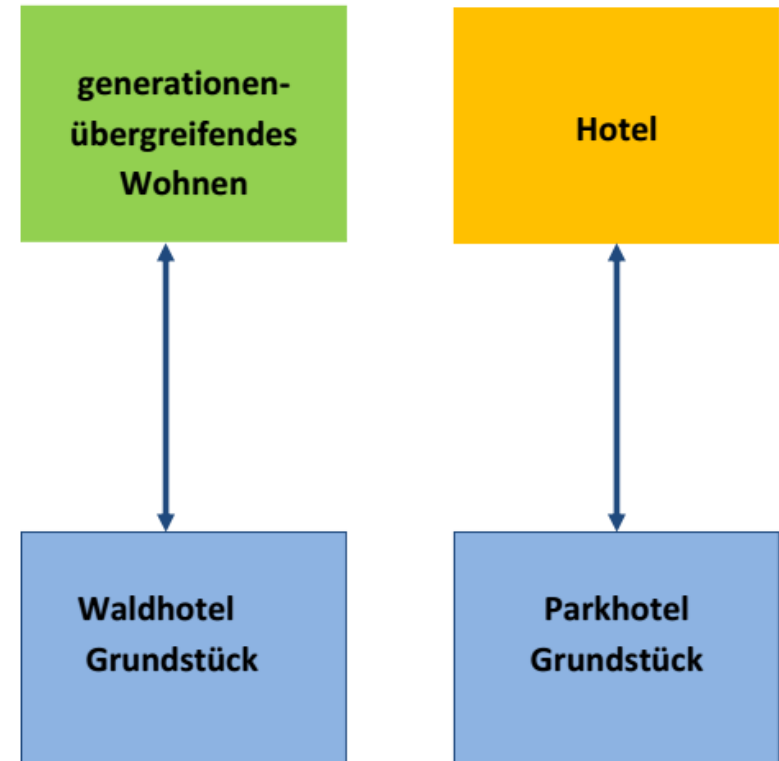 generationen-
übergreifendes
Wohnen
Hotel
Waldhotel
Grundstück
Parkhotel
Grundstück